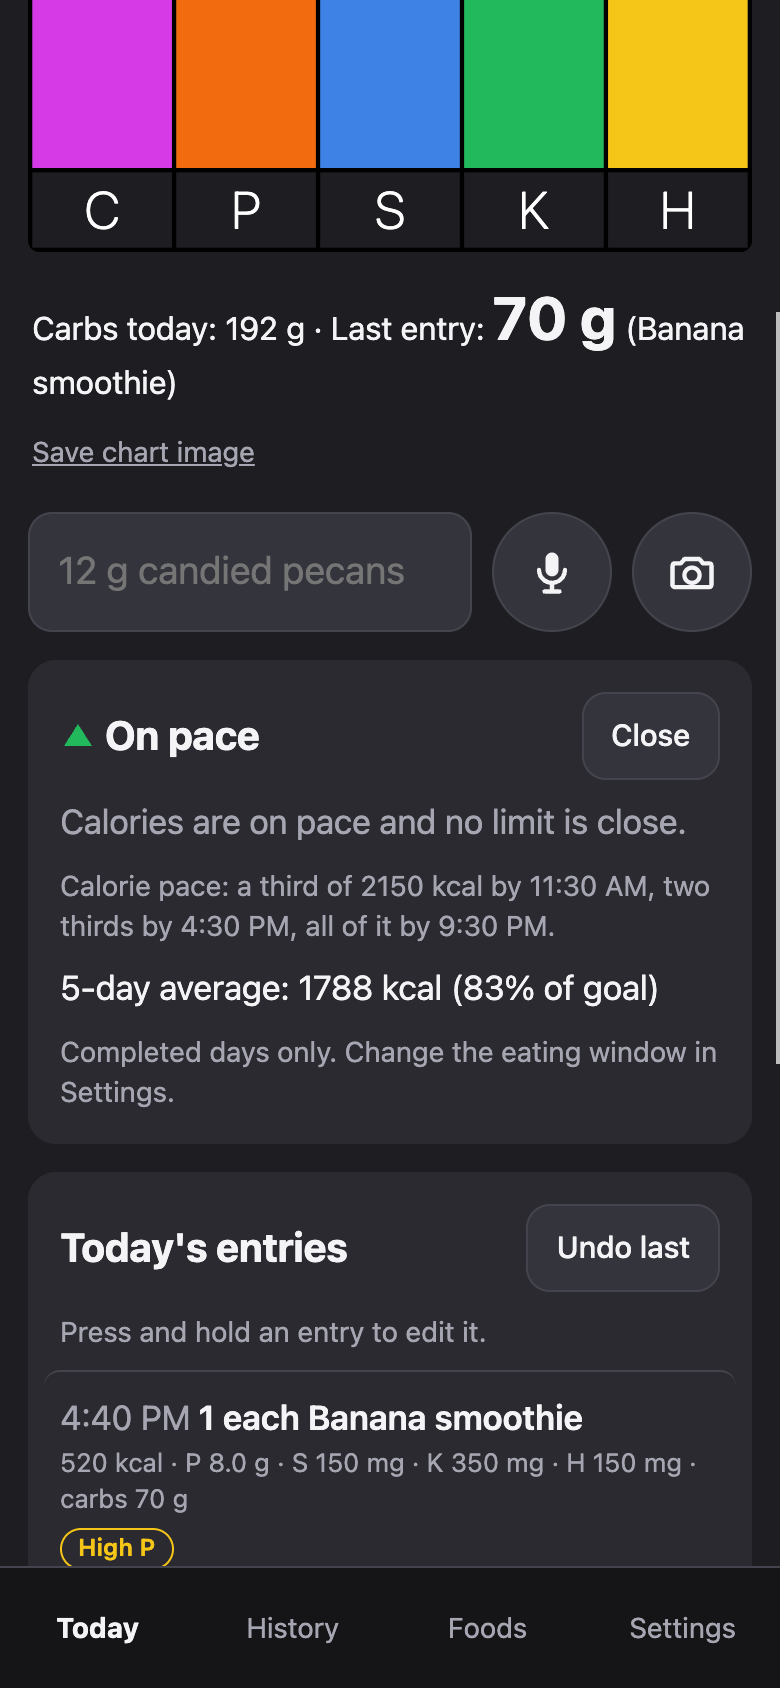 C P S K H
Carbs today: 192 g · Last entry: 70 g (Banana
smoothie)
Save chart image
12 g candied pecans
On pace
Close
Calories are on pace and no limit is close.
Calorie pace: a third of 2150 kcal by 11:30 AM, two
thirds by 4:30 PM, all of it by 9:30 PM.
5-day average: 1788 kcal (83% of goal)
Completed days only. Change the eating window in
Settings.
Today's entries
Undo last
Press and hold an entry to edit it.
4:40 PM 1 each Banana smoothie
520 kcal · P 8.0 g · S 150 mg · K 350 mg · H 150 mg ·
carbs 70 g
High P
Today History Foods Settings